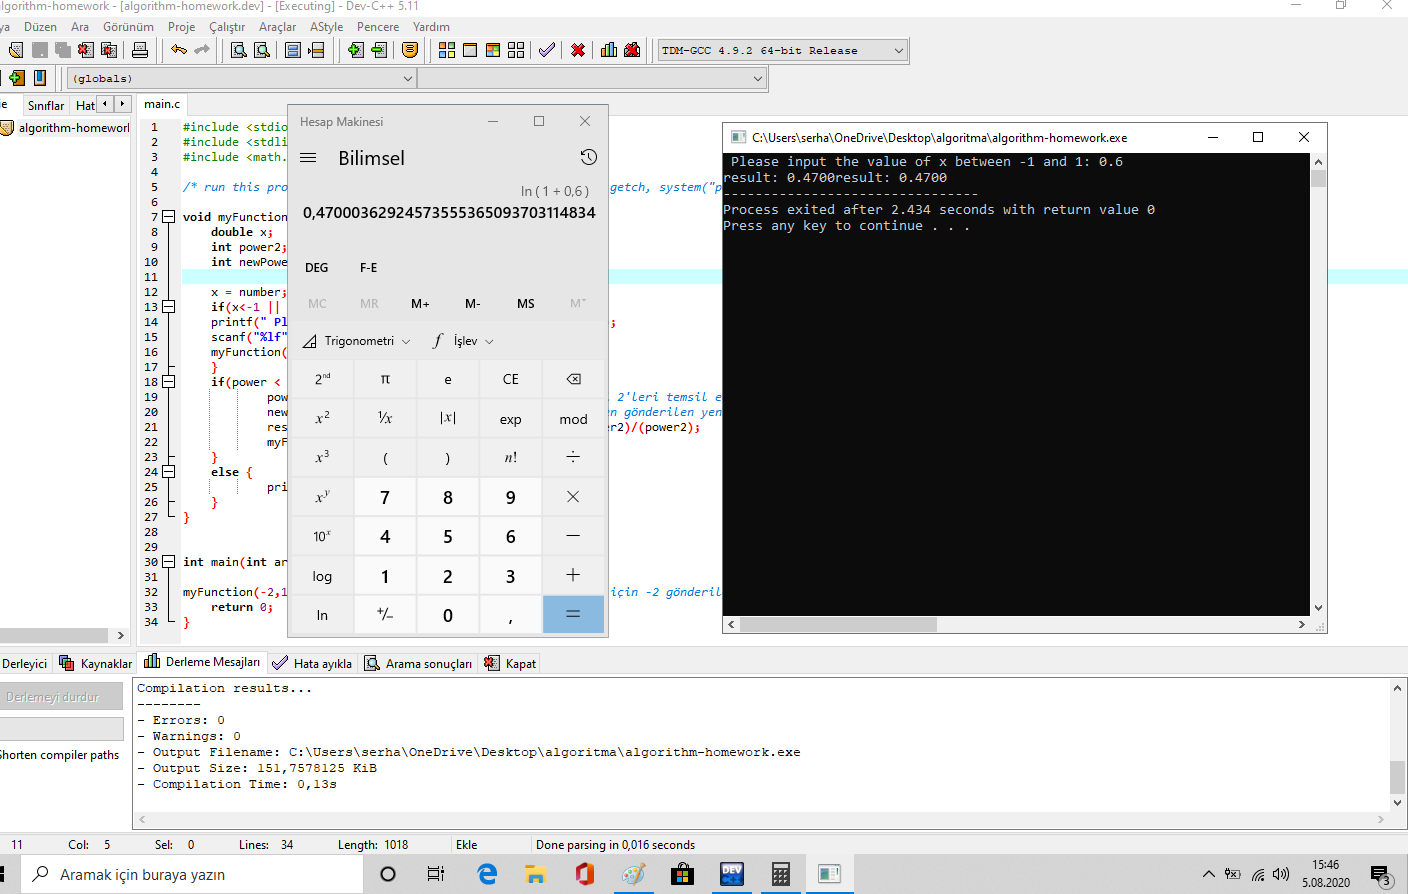 algorithm-homework - [algorithm-homework.dev] - [Executing] - Dev-C++ 5.11
ya Düzen Ara Görünüm Proje Çalıştır Araçlar AStyle Pencere Yardım
TDM-GCC 4.9.2 64-bit Release
(globals)
je Sınıflar Hat
algorithm-homework
main.c
1 #include <stdio
2 #include <stdli
3 #include <math.
4
5 /* run this pro getch, system("p
6
7 void myFunction
8 double x;
9 int power2;
10 int newPowe
11
12 x = number;
13 if(x<-1 ||
14 printf(" Pl ;
15 scanf("%lf"
16 myFunction(
17 }
18 if(power <
19 pow 2'leri temsil e
20 new n gönderilen yen
21 res r2)/(power2);
22 myF
23 }
24 else {
25 pri
26 }
27 }
28
29
30 int main(int ar
31
32 myFunction(-2,1 için -2 gönderil
33 return 0;
34 }
Hesap Makinesi
Bilimsel
ln ( 1 + 0,6 )
0,47000362924573555365093703114834
DEG F-E
MC MR M+ M- MS M˅
Trigonometri f İşlev
2nd π e CE
x² ⅟x |x| exp mod
x³ ( ) n! ÷
xʸ 7 8 9 ×
10ˣ 4 5 6 −
log 1 2 3 +
ln +/− 0 , =
C:\Users\serha\OneDrive\Desktop\algoritma\algorithm-homework.exe
Please input the value of x between -1 and 1: 0.6
result: 0.4700result: 0.4700
--------------------------------
Process exited after 2.434 seconds with return value 0
Press any key to continue . . .
Derleyici Kaynaklar Derleme Mesajları Hata ayıkla Arama sonuçları Kapat
Derlemeyi durdur
Shorten compiler paths
Compilation results...
--------
- Errors: 0
- Warnings: 0
- Output Filename: C:\Users\serha\OneDrive\Desktop\algoritma\algorithm-homework.exe
- Output Size: 151,7578125 KiB
- Compilation Time: 0,13s
11 Col: 5 Sel: 0 Lines: 34 Length: 1018 Ekle Done parsing in 0,016 seconds
Aramak için buraya yazın
DEV
15:46
5.08.2020
3